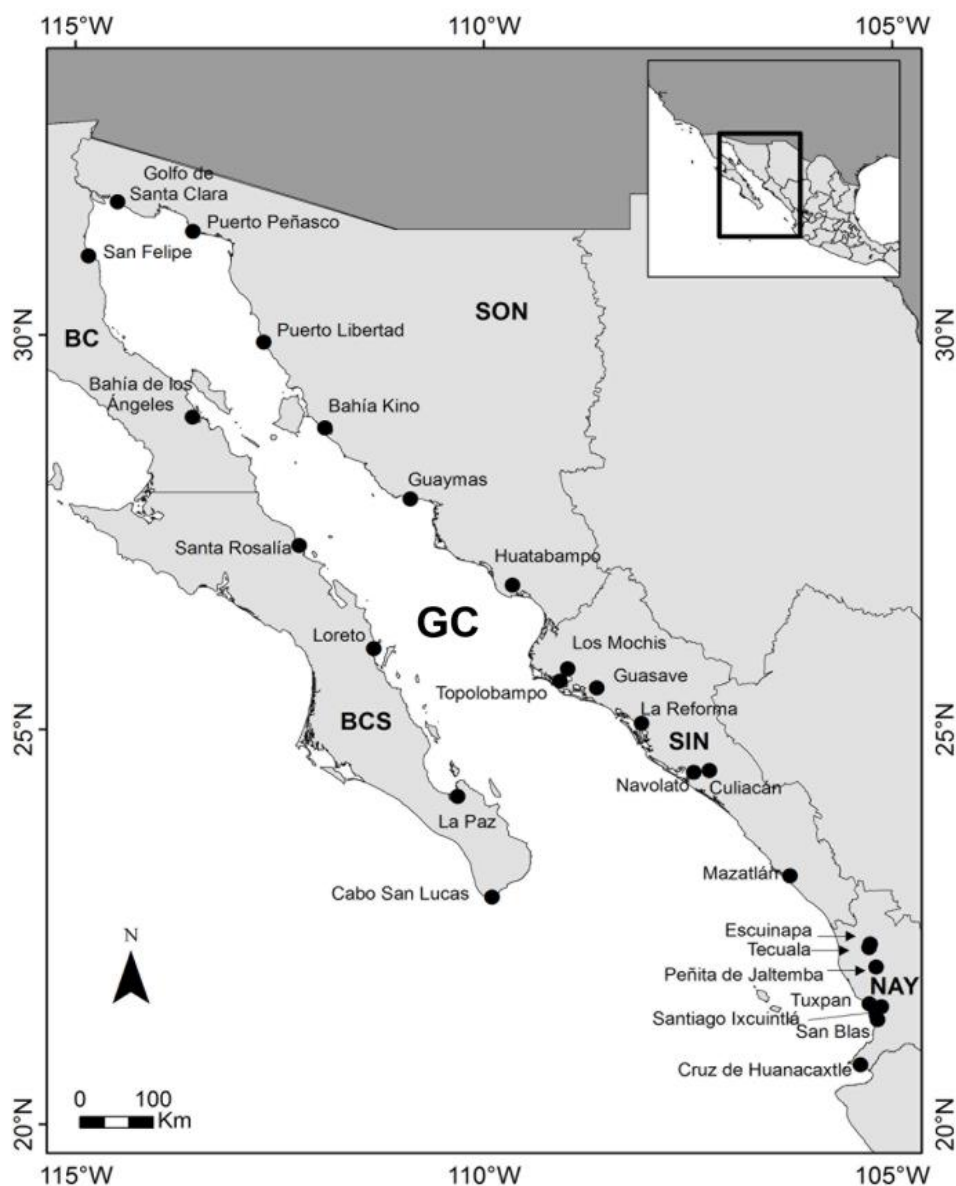 115°W
110°W
105°W
Golfo de
Santa Clara
Puerto Peñasco
San Felipe
SON
30°N
30°N
BC
Puerto Libertad
Bahía de los
Ángeles
Bahía Kino
Guaymas
Santa Rosalía
Huatabampo
GC
Loreto
Los Mochis
Guasave
Topolobampo
La Reforma
BCS
25°N
25°N
SIN
Navolato
Culiacán
La Paz
Mazatlán
Cabo San Lucas
Escuinapa
Tecuala
N
Peñita de Jaltemba
NAY
Tuxpan
Santiago Ixcuintlá
San Blas
Cruz de Huanacaxtle
0
100
Km
20°N
20°N
115°W
110°W
105°W